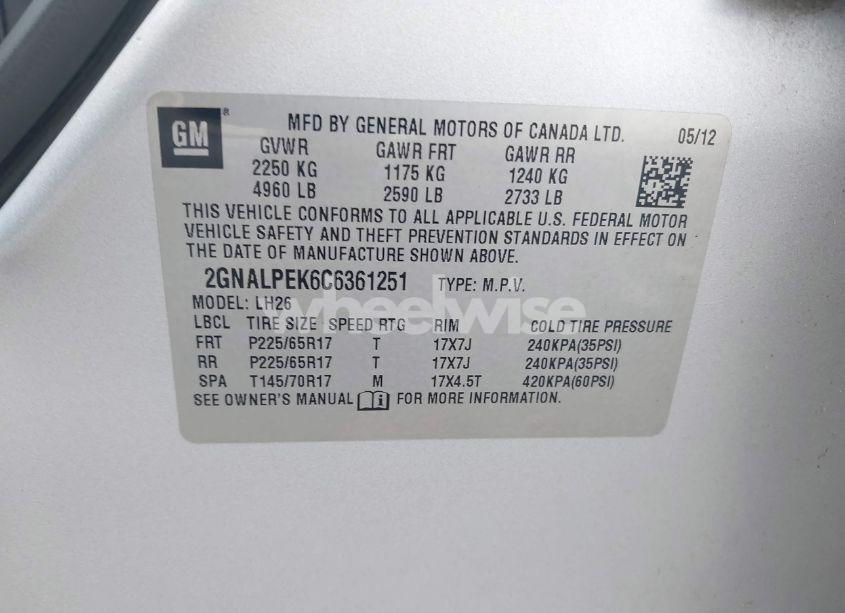 GM ®
MFD BY GENERAL MOTORS OF CANADA LTD. 05/12
GVWR GAWR FRT GAWR RR
2250 KG 1175 KG 1240 KG
4960 LB 2590 LB 2733 LB
THIS VEHICLE CONFORMS TO ALL APPLICABLE U.S. FEDERAL MOTOR
VEHICLE SAFETY AND THEFT PREVENTION STANDARDS IN EFFECT ON
THE DATE OF MANUFACTURE SHOWN ABOVE.
2GNALPEK6C6361251 TYPE: M.P.V.
MODEL: LH26
wheelwise
LBCL TIRE SIZE SPEED RTG RIM COLD TIRE PRESSURE
FRT P225/65R17 T 17X7J 240KPA(35PSI)
RR P225/65R17 T 17X7J 240KPA(35PSI)
SPA T145/70R17 M 17X4.5T 420KPA(60PSI)
SEE OWNER'S MANUAL i FOR MORE INFORMATION.